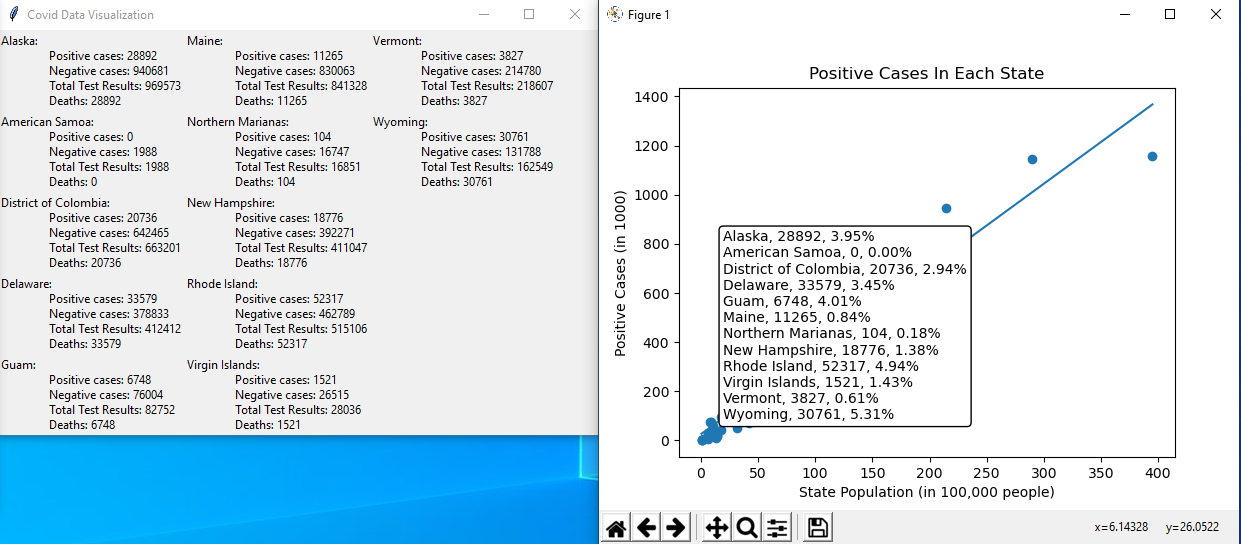 Covid Data Visualization
Alaska:
Positive cases: 28892
Negative cases: 940681
Total Test Results: 969573
Deaths: 28892
American Samoa:
Positive cases: 0
Negative cases: 1988
Total Test Results: 1988
Deaths: 0
District of Colombia:
Positive cases: 20736
Negative cases: 642465
Total Test Results: 663201
Deaths: 20736
Delaware:
Positive cases: 33579
Negative cases: 378833
Total Test Results: 412412
Deaths: 33579
Guam:
Positive cases: 6748
Negative cases: 76004
Total Test Results: 82752
Deaths: 6748
Maine:
Positive cases: 11265
Negative cases: 830063
Total Test Results: 841328
Deaths: 11265
Northern Marianas:
Positive cases: 104
Negative cases: 16747
Total Test Results: 16851
Deaths: 104
New Hampshire:
Positive cases: 18776
Negative cases: 392271
Total Test Results: 411047
Deaths: 18776
Rhode Island:
Positive cases: 52317
Negative cases: 462789
Total Test Results: 515106
Deaths: 52317
Virgin Islands:
Positive cases: 1521
Negative cases: 26515
Total Test Results: 28036
Deaths: 1521
Vermont:
Positive cases: 3827
Negative cases: 214780
Total Test Results: 218607
Deaths: 3827
Wyoming:
Positive cases: 30761
Negative cases: 131788
Total Test Results: 162549
Deaths: 30761
Figure 1
Positive Cases In Each State
Positive Cases (in 1000)
1400
1200
1000
800
600
400
200
0
Alaska, 28892, 3.95%
American Samoa, 0, 0.00%
District of Colombia, 20736, 2.94%
Delaware, 33579, 3.45%
Guam, 6748, 4.01%
Maine, 11265, 0.84%
Northern Marianas, 104, 0.18%
New Hampshire, 18776, 1.38%
Rhode Island, 52317, 4.94%
Virgin Islands, 1521, 1.43%
Vermont, 3827, 0.61%
Wyoming, 30761, 5.31%
0 50 100 150 200 250 300 350 400
State Population (in 100,000 people)
x=6.14328 y=26.0522